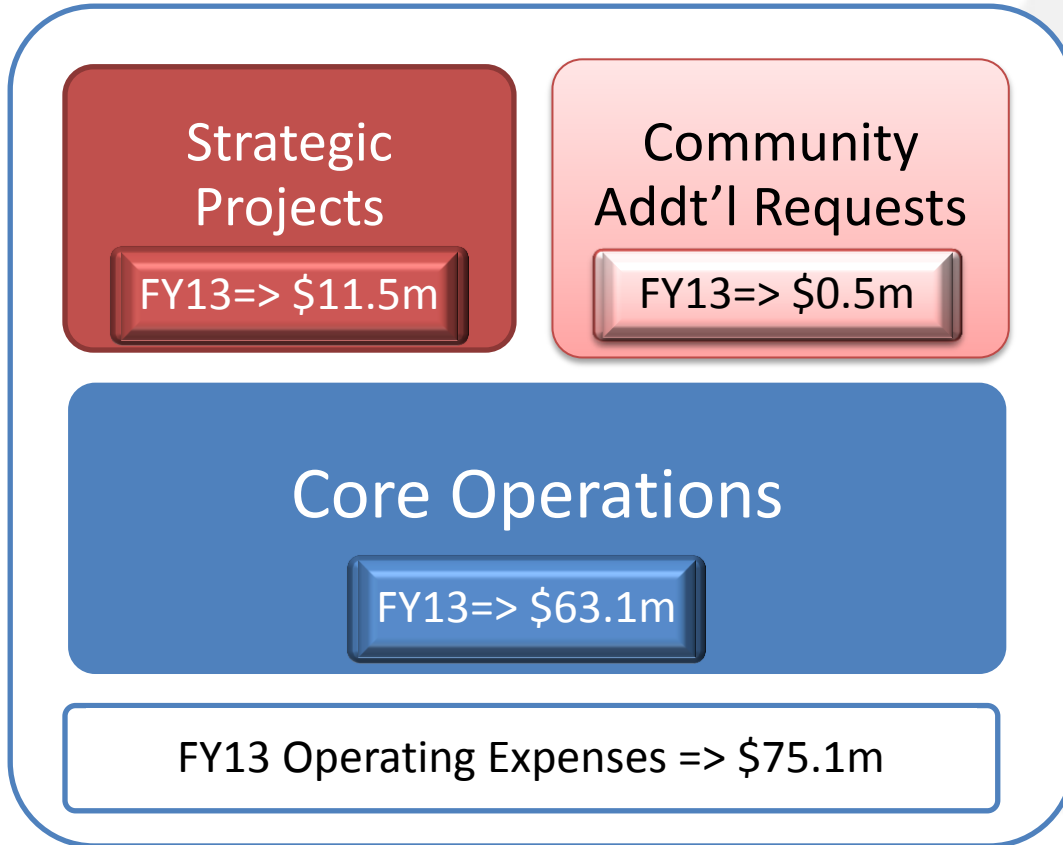 Strategic
Projects
FY13=> $11.5m
Community
Addt’l Requests
FY13=> $0.5m
Core Operations
FY13=> $63.1m
FY13 Operating Expenses => $75.1m